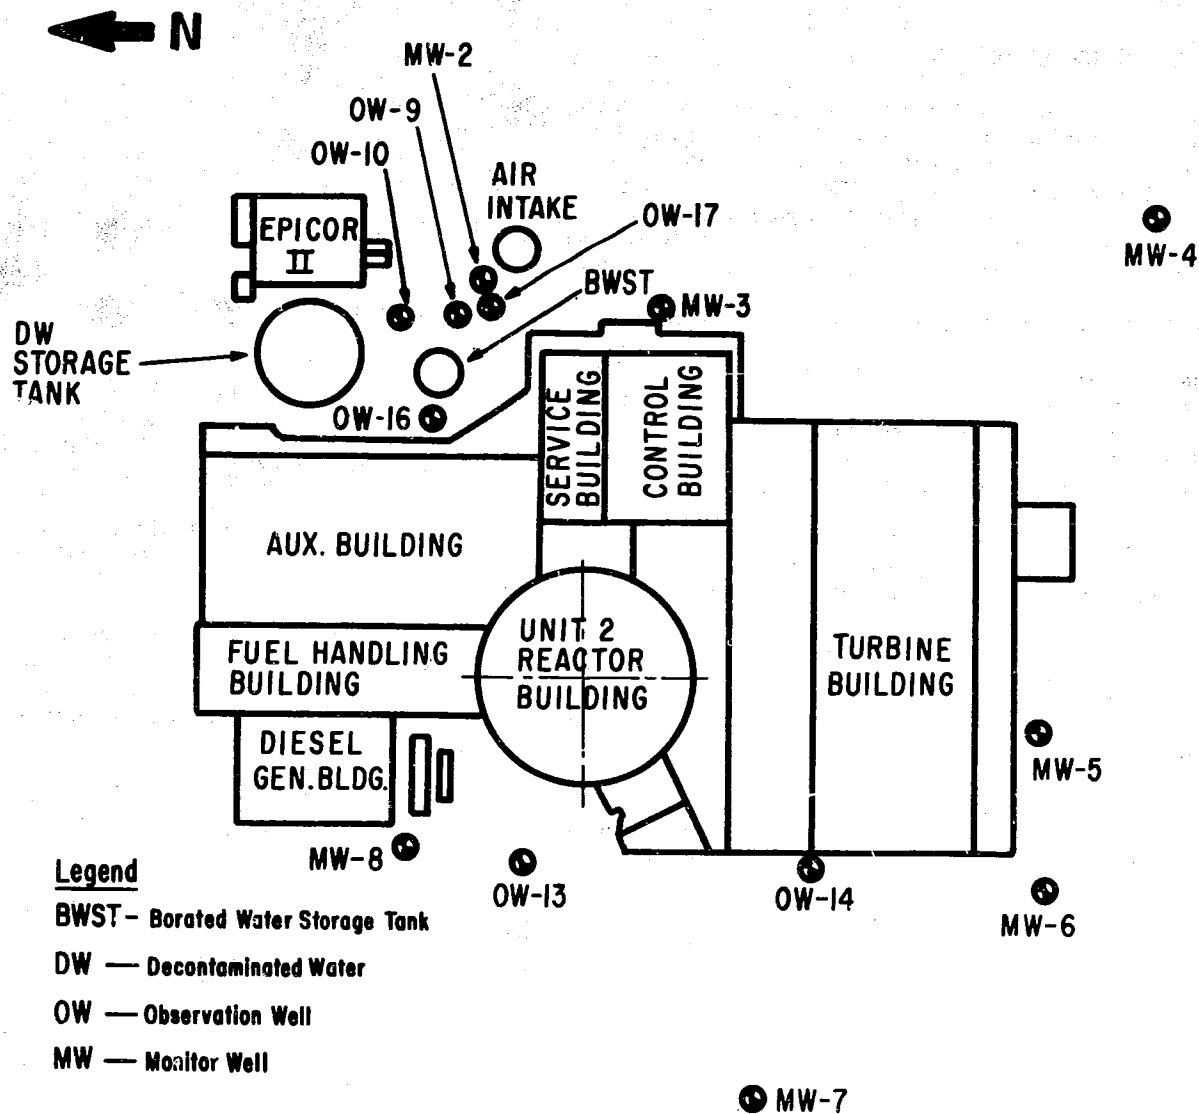 N
MW-2
OW-9
OW-10
AIR
INTAKE
OW-17
EPICOR
II
MW-4
BWST
MW-3
DW
STORAGE
TANK
OW-16
SERVICE
BUILDING
CONTROL
BUILDING
AUX. BUILDING
UNIT 2
REACTOR
BUILDING
FUEL HANDLING
BUILDING
TURBINE
BUILDING
DIESEL
GEN.BLDG.
MW-5
MW-8
OW-13
OW-14
MW-6
Legend
BWST – Borated Water Storage Tank
DW — Decontaminated Water
OW — Observation Well
MW — Monitor Well
MW-7